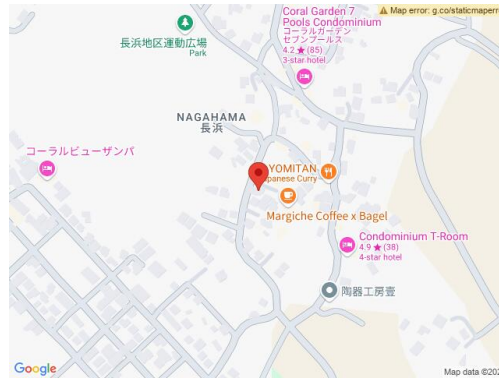 Map error: g.co/staticmaperr
Coral Garden 7
Pools Condominium
コーラルガーデン
セブンプールス
4.2 ★ (85)
3-star hotel
長浜地区運動広場
Park
NAGAHAMA
長浜
コーラルビューザンパ
YOMITAN
panese Curry
Margiche Coffee x Bagel
Condominium T-Room
4.9 ★ (38)
4-star hotel
陶器工房壹
Google
Map data ©202